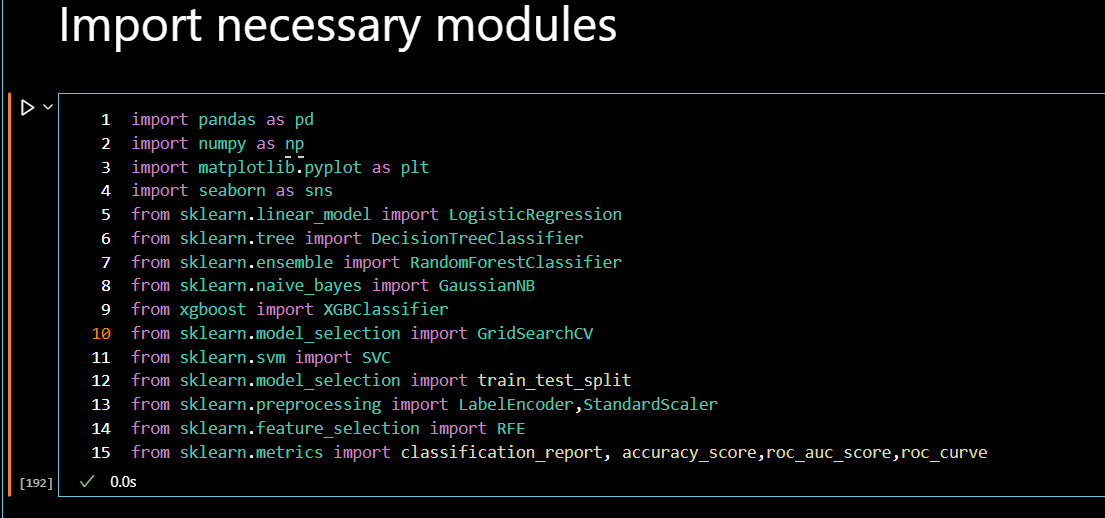 Import necessary modules
1 import pandas as pd
2 import numpy as np
3 import matplotlib.pyplot as plt
4 import seaborn as sns
5 from sklearn.linear_model import LogisticRegression
6 from sklearn.tree import DecisionTreeClassifier
7 from sklearn.ensemble import RandomForestClassifier
8 from sklearn.naive_bayes import GaussianNB
9 from xgboost import XGBClassifier
10 from sklearn.model_selection import GridSearchCV
11 from sklearn.svm import SVC
12 from sklearn.model_selection import train_test_split
13 from sklearn.preprocessing import LabelEncoder,StandardScaler
14 from sklearn.feature_selection import RFE
15 from sklearn.metrics import classification_report, accuracy_score,roc_auc_score,roc_curve
[192] 0.0s